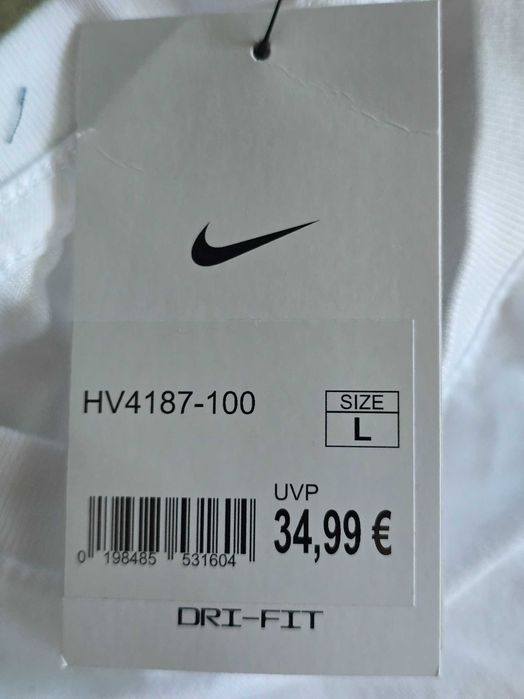 HV4187-100
SIZE
L
UVP
34,99 €
0 198485 531604
DRI-FIT